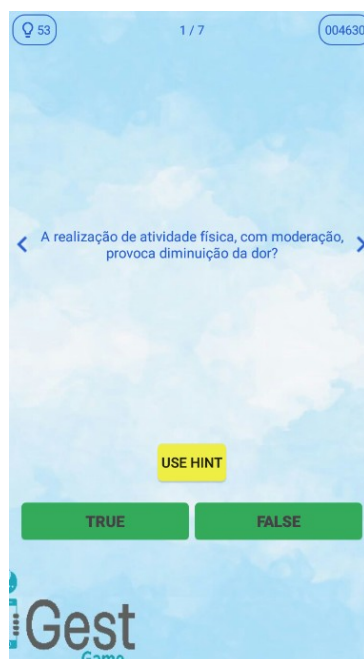 53
1 / 7
004630
A realização de atividade física, com moderação,
provoca diminuição da dor?
USE HINT
TRUE
FALSE
Gest
Game